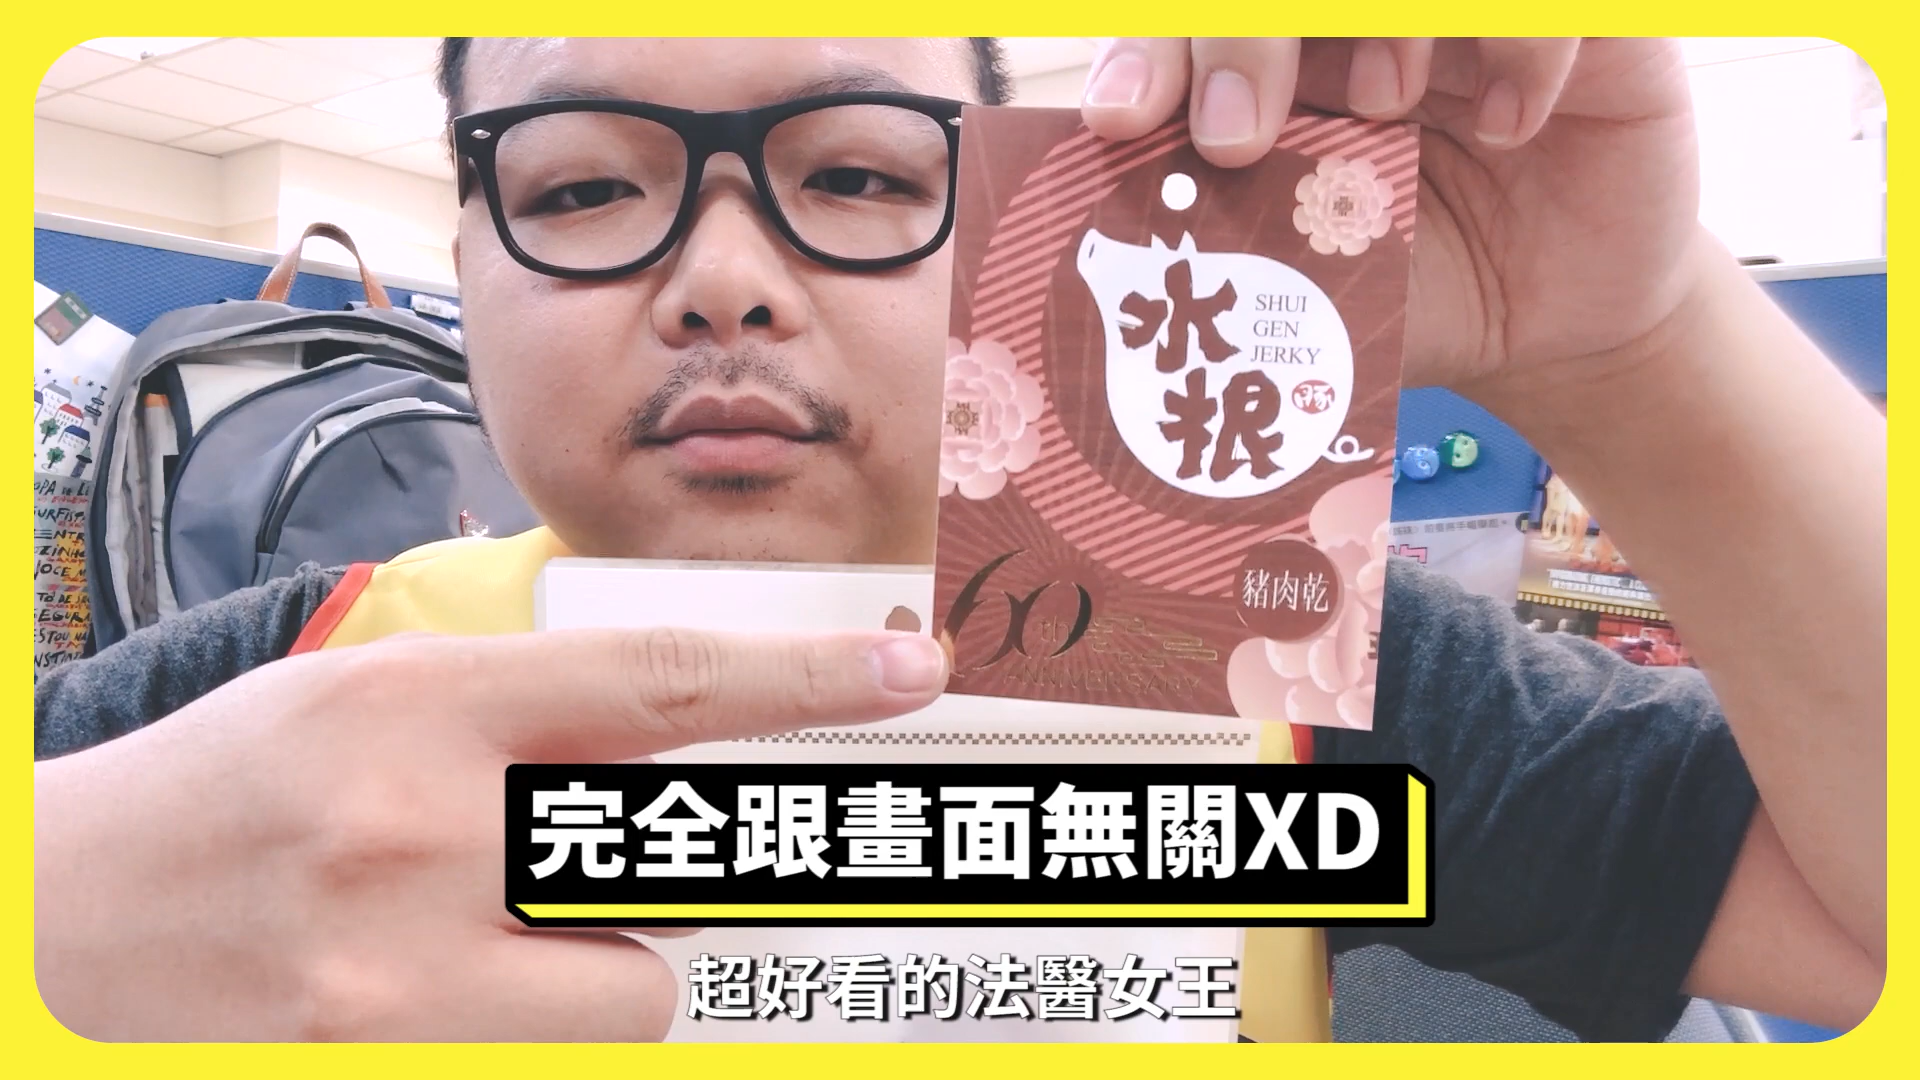 水根
SHUI
GEN
JERKY
豚
豬肉乾
60th
ANNIVERSARY
完全跟畫面無關XD
超好看的法醫女王